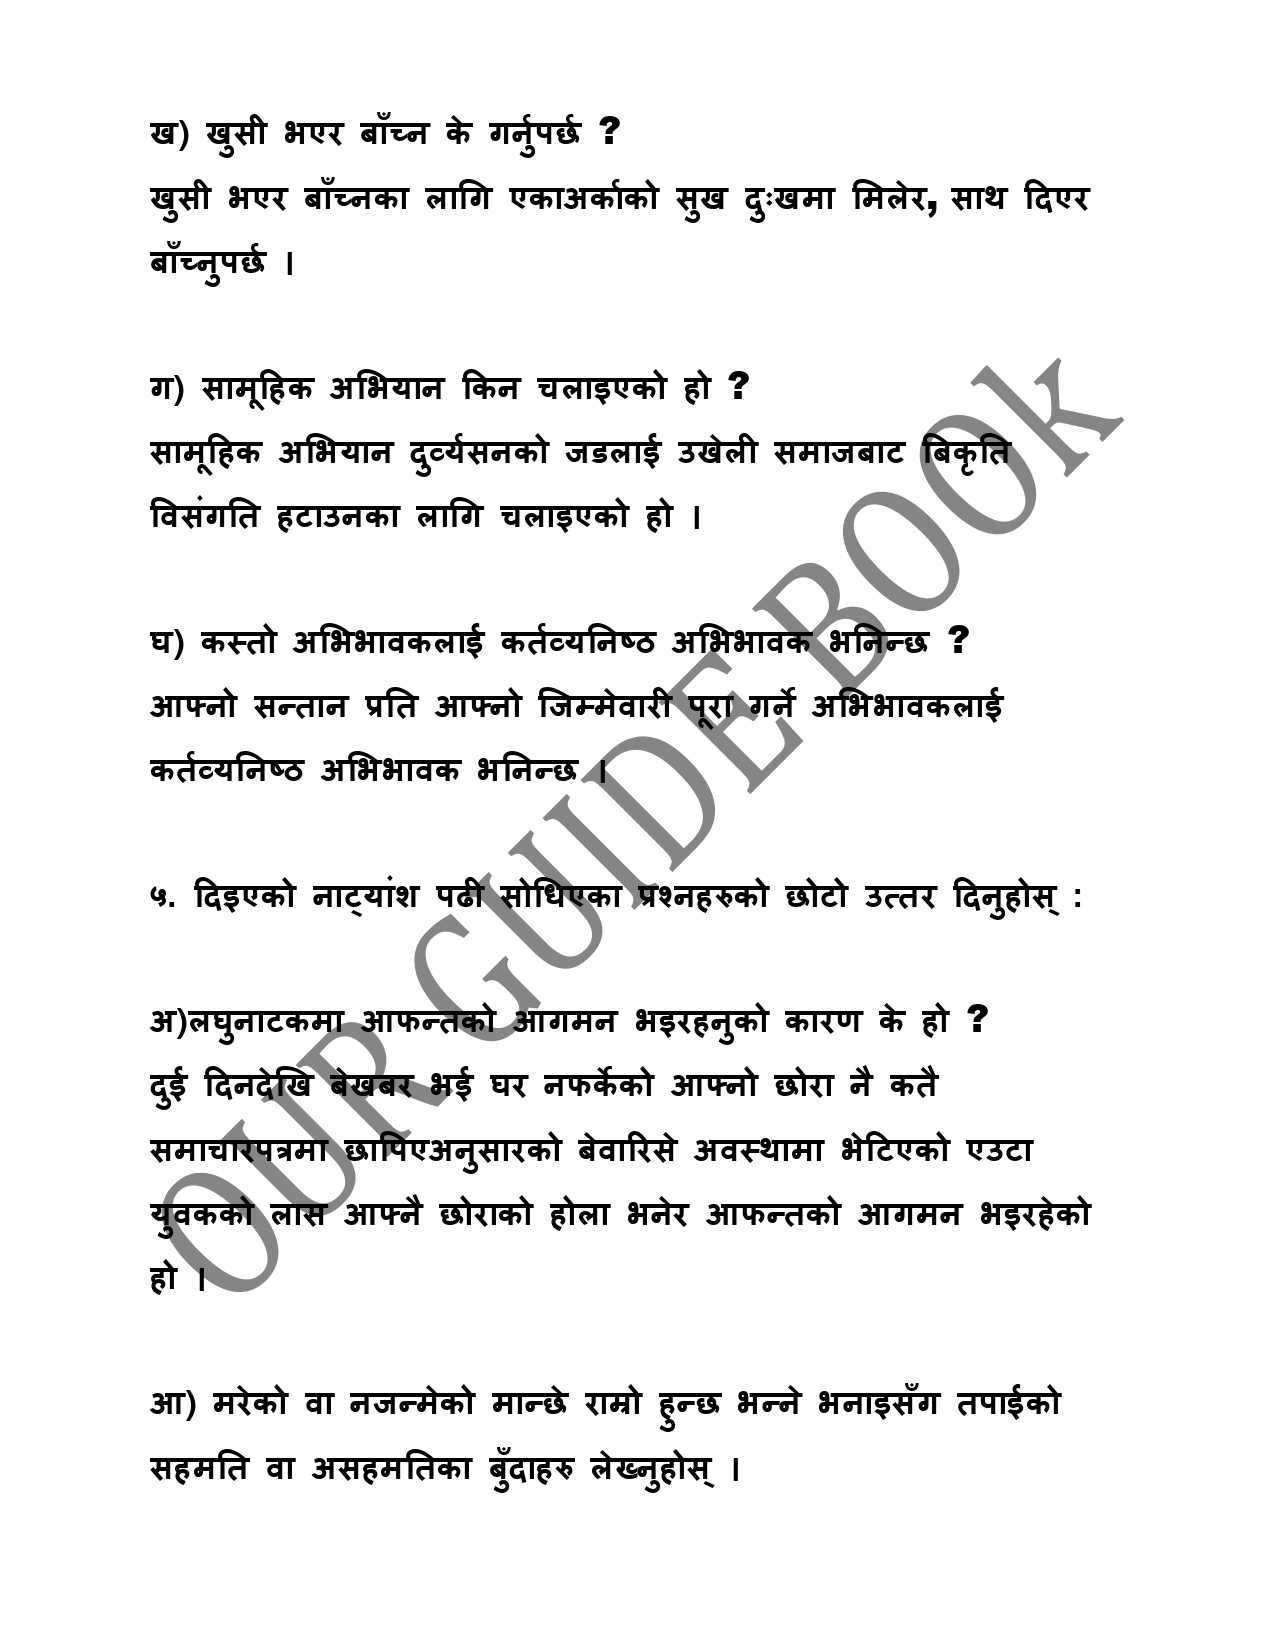 ख) खुसी भएर बाँच्न के गर्नुपर्छ ?
खुसी भएर बाँच्नका लागि एकाअर्काको सुख दुःखमा मिलेर, साथ दिएर
बाँच्नुपर्छ ।
ग) सामूहिक अभियान किन चलाइएको हो ?
सामूहिक अभियान दुर्व्यसनको जडलाई उखेली समाजबाट बिकृति
विसंगति हटाउनका लागि चलाइएको हो ।
घ) कस्तो अभिभावकलाई कर्तव्यनिष्ठ अभिभावक भनिन्छ ?
आफ्नो सन्तान प्रति आफ्नो जिम्मेवारी पूरा गर्ने अभिभावकलाई
कर्तव्यनिष्ठ अभिभावक भनिन्छ ।
५. दिइएको नाट्यांश पढी सोधिएका प्रश्नहरुको छोटो उत्तर दिनुहोस् :
अ)लघुनाटकमा आफन्तको आगमन भइरहनुको कारण के हो ?
दुई दिनदेखि बेखबर भई घर नफर्केको आफ्नो छोरा नै कतै
समाचारपत्रमा छापिएअनुसारको बेवारिसे अवस्थामा भेटिएको एउटा
युवकको लास आफ्नै छोराको होला भनेर आफन्तको आगमन भइरहेको
हो ।
आ) मरेको वा नजन्मेको मान्छे राम्रो हुन्छ भन्ने भनाइसँग तपाईको
सहमति वा असहमतिका बुँदाहरु लेख्नुहोस् ।
OUR GUIDE BOOk